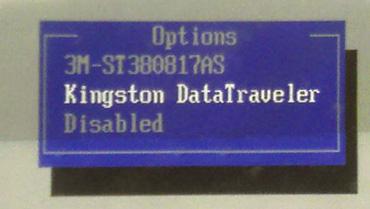 Options
3M-ST380817AS
Kingston DataTraveler
Disabled